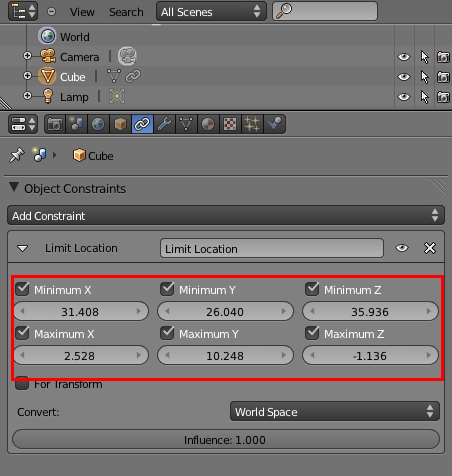 View Search All Scenes
World
Camera
Cube
Lamp
Cube
Object Constraints
Add Constraint
Limit Location Limit Location
Minimum X Minimum Y Minimum Z
31.408 26.040 35.936
Maximum X Maximum Y Maximum Z
2.528 10.248 -1.136
For Transform
Convert: World Space
Influence: 1.000